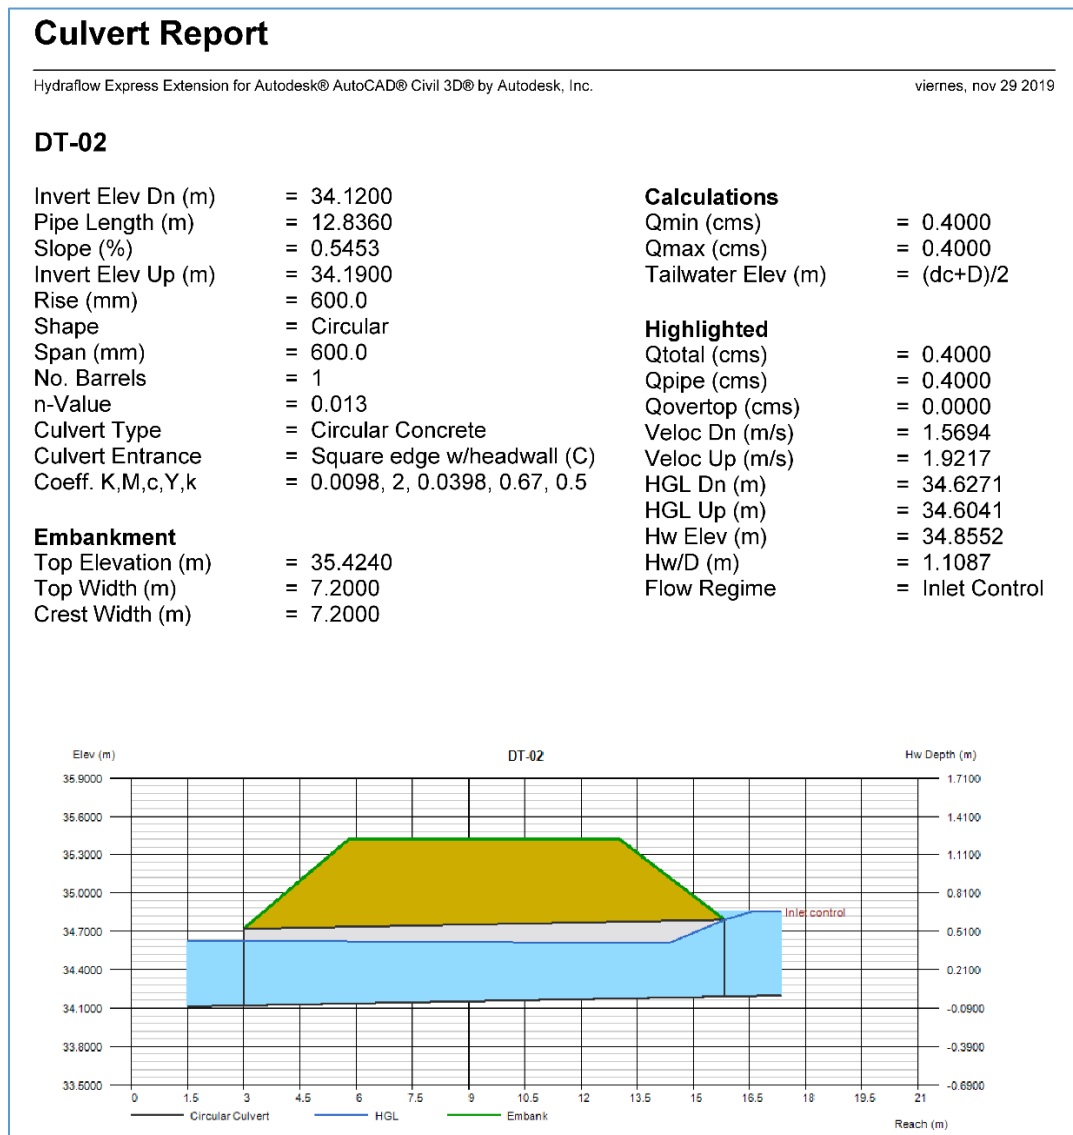 Culvert Report
Hydraflow Express Extension for Autodesk® AutoCAD® Civil 3D® by Autodesk, Inc.
viernes, nov 29 2019
DT-02
Invert Elev Dn (m) = 34.1200
Pipe Length (m) = 12.8360
Slope (%) = 0.5453
Invert Elev Up (m) = 34.1900
Rise (mm) = 600.0
Shape = Circular
Span (mm) = 600.0
No. Barrels = 1
n-Value = 0.013
Culvert Type = Circular Concrete
Culvert Entrance = Square edge w/headwall (C)
Coeff. K,M,c,Y,k = 0.0098, 2, 0.0398, 0.67, 0.5
Embankment
Top Elevation (m) = 35.4240
Top Width (m) = 7.2000
Crest Width (m) = 7.2000
Calculations
Qmin (cms) = 0.4000
Qmax (cms) = 0.4000
Tailwater Elev (m) = (dc+D)/2
Highlighted
Qtotal (cms) = 0.4000
Qpipe (cms) = 0.4000
Qovertop (cms) = 0.0000
Veloc Dn (m/s) = 1.5694
Veloc Up (m/s) = 1.9217
HGL Dn (m) = 34.6271
HGL Up (m) = 34.6041
Hw Elev (m) = 34.8552
Hw/D (m) = 1.1087
Flow Regime = Inlet Control
Elev (m) DT-02 Hw Depth (m)
35.9000 1.7100
35.6000 1.4100
35.3000 1.1100
35.0000 0.8100
Inlet control
34.7000 0.5100
34.4000 0.2100
34.1000 -0.0900
33.8000 -0.3900
33.5000 -0.6900
0 1.5 3 4.5 6 7.5 9 10.5 12 13.5 15 16.5 18 19.5 21
Circular Culvert HGL Embank
Reach (m)